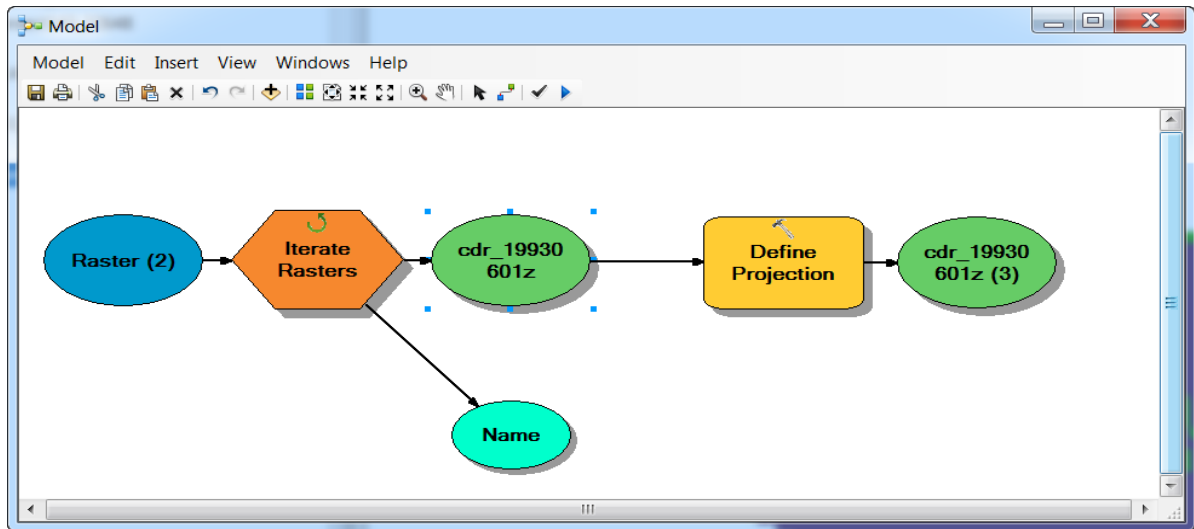 Model
Model Edit Insert View Windows Help
Raster (2)
Iterate
Rasters
cdr_19930
601z
Define
Projection
cdr_19930
601z (3)
Name